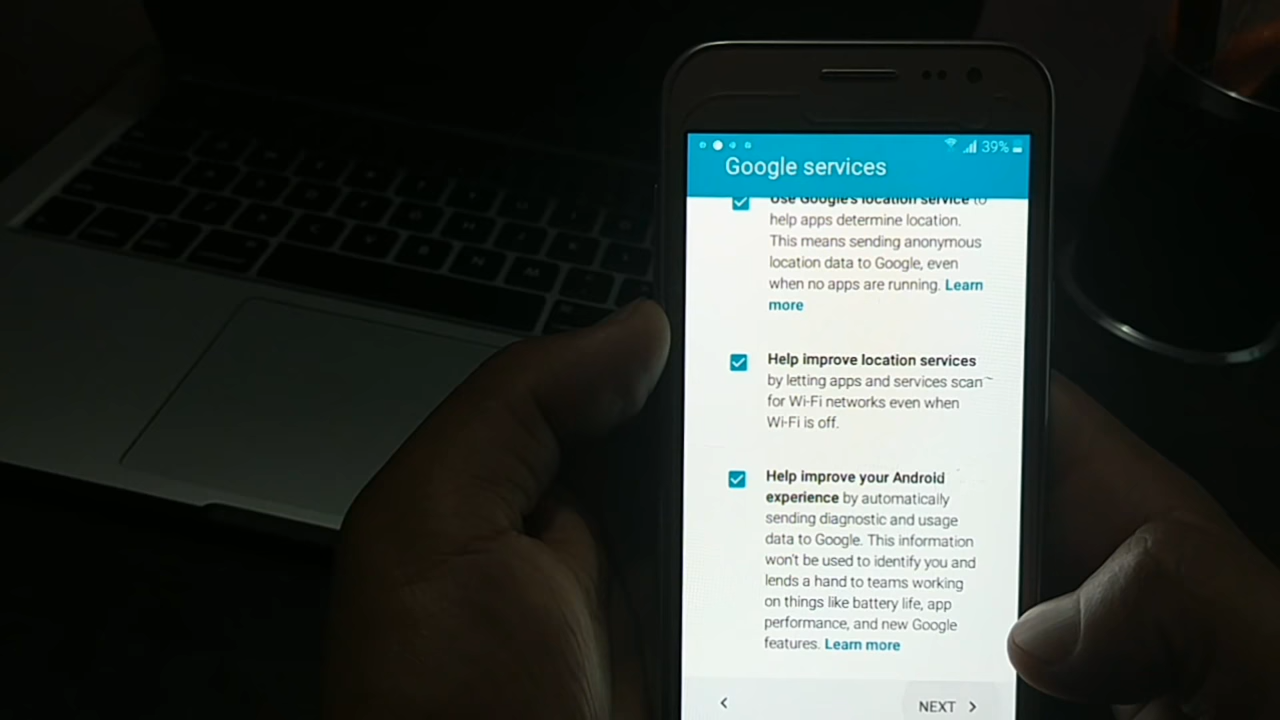 39%
Google services
Use Google's location service to
help apps determine location.
This means sending anonymous
location data to Google, even
when no apps are running. Learn
more
Help improve location services
by letting apps and services scan
for Wi-Fi networks even when
Wi-Fi is off.
Help improve your Android
experience by automatically
sending diagnostic and usage
data to Google. This information
won't be used to identify you and
lends a hand to teams working
on things like battery life, app
performance, and new Google
features. Learn more
NEXT